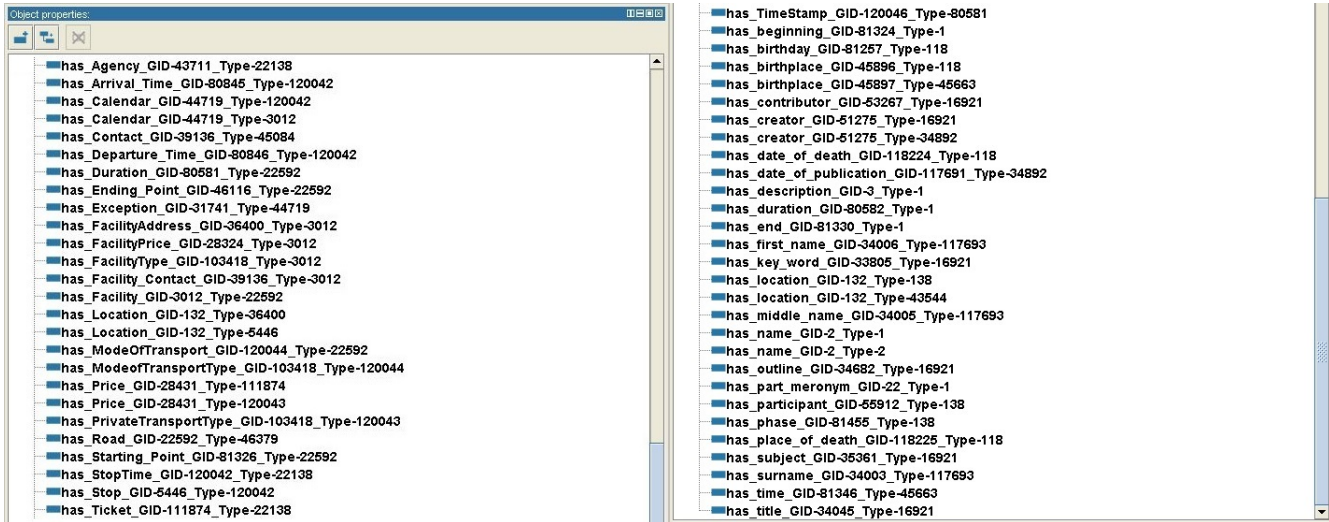 Object properties:
has_Agency_GID-43711_Type-22138
has_Arrival_Time_GID-80845_Type-120042
has_Calendar_GID-44719_Type-120042
has_Calendar_GID-44719_Type-3012
has_Contact_GID-39136_Type-45084
has_Departure_Time_GID-80846_Type-120042
has_Duration_GID-80581_Type-22592
has_Ending_Point_GID-46116_Type-22592
has_Exception_GID-31741_Type-44719
has_FacilityAddress_GID-36400_Type-3012
has_FacilityPrice_GID-28324_Type-3012
has_FacilityType_GID-103418_Type-3012
has_Facility_Contact_GID-39136_Type-3012
has_Facility_GID-3012_Type-22592
has_Location_GID-132_Type-36400
has_Location_GID-132_Type-5446
has_ModeOfTransport_GID-120044_Type-22592
has_ModeofTransportType_GID-103418_Type-120044
has_Price_GID-28431_Type-111874
has_Price_GID-28431_Type-120043
has_PrivateTransportType_GID-103418_Type-120043
has_Road_GID-22592_Type-46379
has_Starting_Point_GID-81326_Type-22592
has_StopTime_GID-120042_Type-22138
has_Stop_GID-5446_Type-120042
has_Ticket_GID-111874_Type-22138
has_TimeStamp_GID-120046_Type-80581
has_beginning_GID-81324_Type-1
has_birthday_GID-81257_Type-118
has_birthplace_GID-45896_Type-118
has_birthplace_GID-45897_Type-45663
has_contributor_GID-53267_Type-16921
has_creator_GID-51275_Type-16921
has_creator_GID-51275_Type-34892
has_date_of_death_GID-118224_Type-118
has_date_of_publication_GID-117691_Type-34892
has_description_GID-3_Type-1
has_duration_GID-80582_Type-1
has_end_GID-81330_Type-1
has_first_name_GID-34006_Type-117693
has_key_word_GID-33805_Type-16921
has_location_GID-132_Type-138
has_location_GID-132_Type-43544
has_middle_name_GID-34005_Type-117693
has_name_GID-2_Type-1
has_name_GID-2_Type-2
has_outline_GID-34682_Type-16921
has_part_meronym_GID-22_Type-1
has_participant_GID-55912_Type-138
has_phase_GID-81455_Type-138
has_place_of_death_GID-118225_Type-118
has_subject_GID-35361_Type-16921
has_surname_GID-34003_Type-117693
has_time_GID-81346_Type-45663
has_title_GID-34045_Type-16921